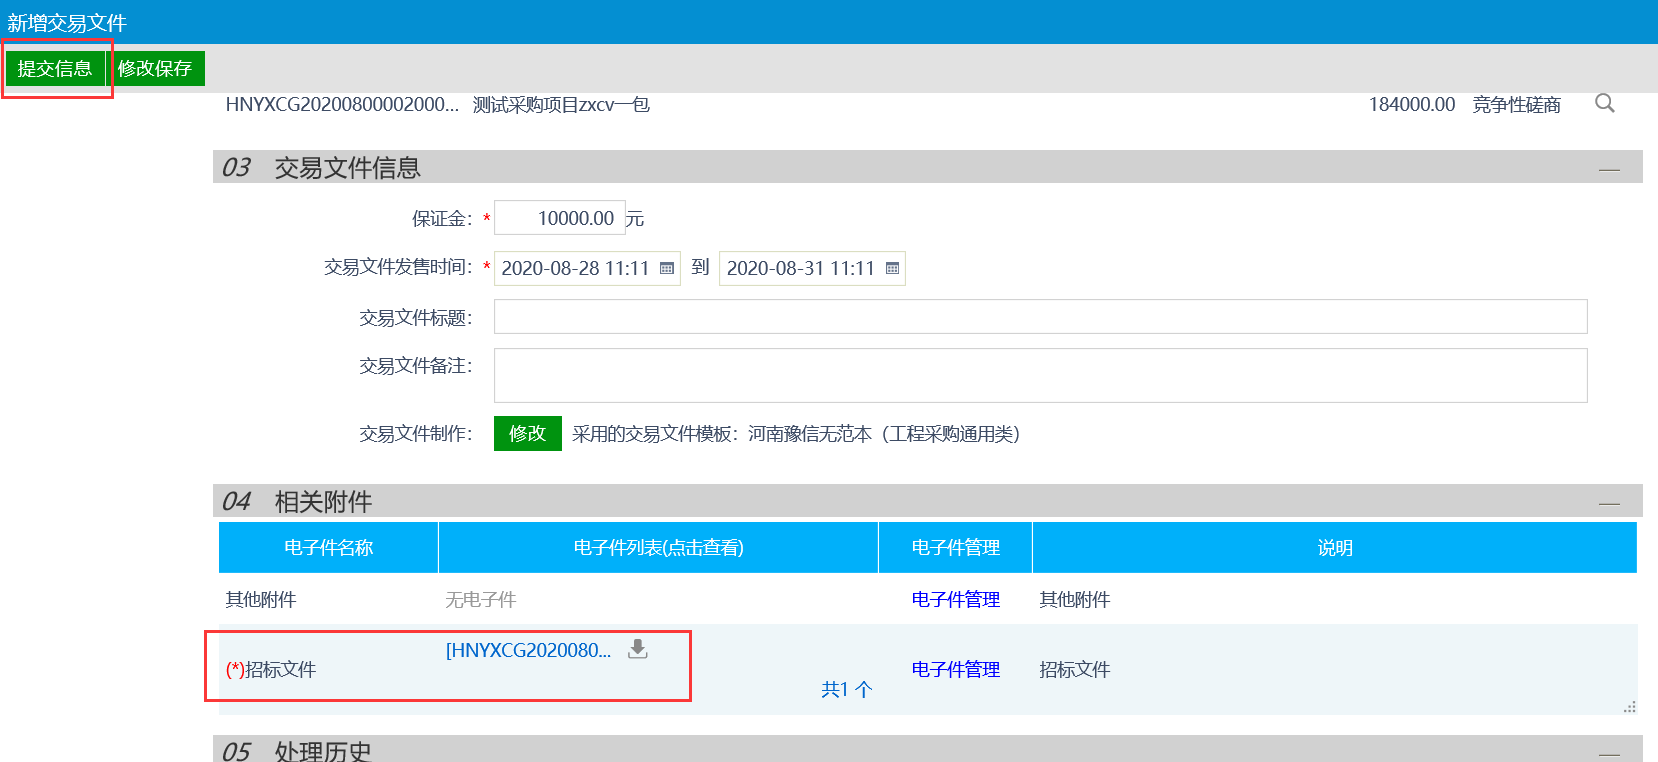 新增交易文件
提交信息 修改保存
HNYXCG20200800002000... 测试采购项目zxcv一包 184000.00 竞争性磋商
03 交易文件信息
保证金：* 10000.00 元
交易文件发售时间：* 2020-08-28 11:11 到 2020-08-31 11:11
交易文件标题：
交易文件备注：
交易文件制作： 修改 采用的交易文件模板：河南豫信无范本（工程采购通用类）
04 相关附件
电子件名称 电子件列表(点击查看) 电子件管理 说明
其他附件 无电子件 电子件管理 其他附件
(*)招标文件 [HNYXCG2020080... 电子件管理 招标文件
共1 个
05 处理历史